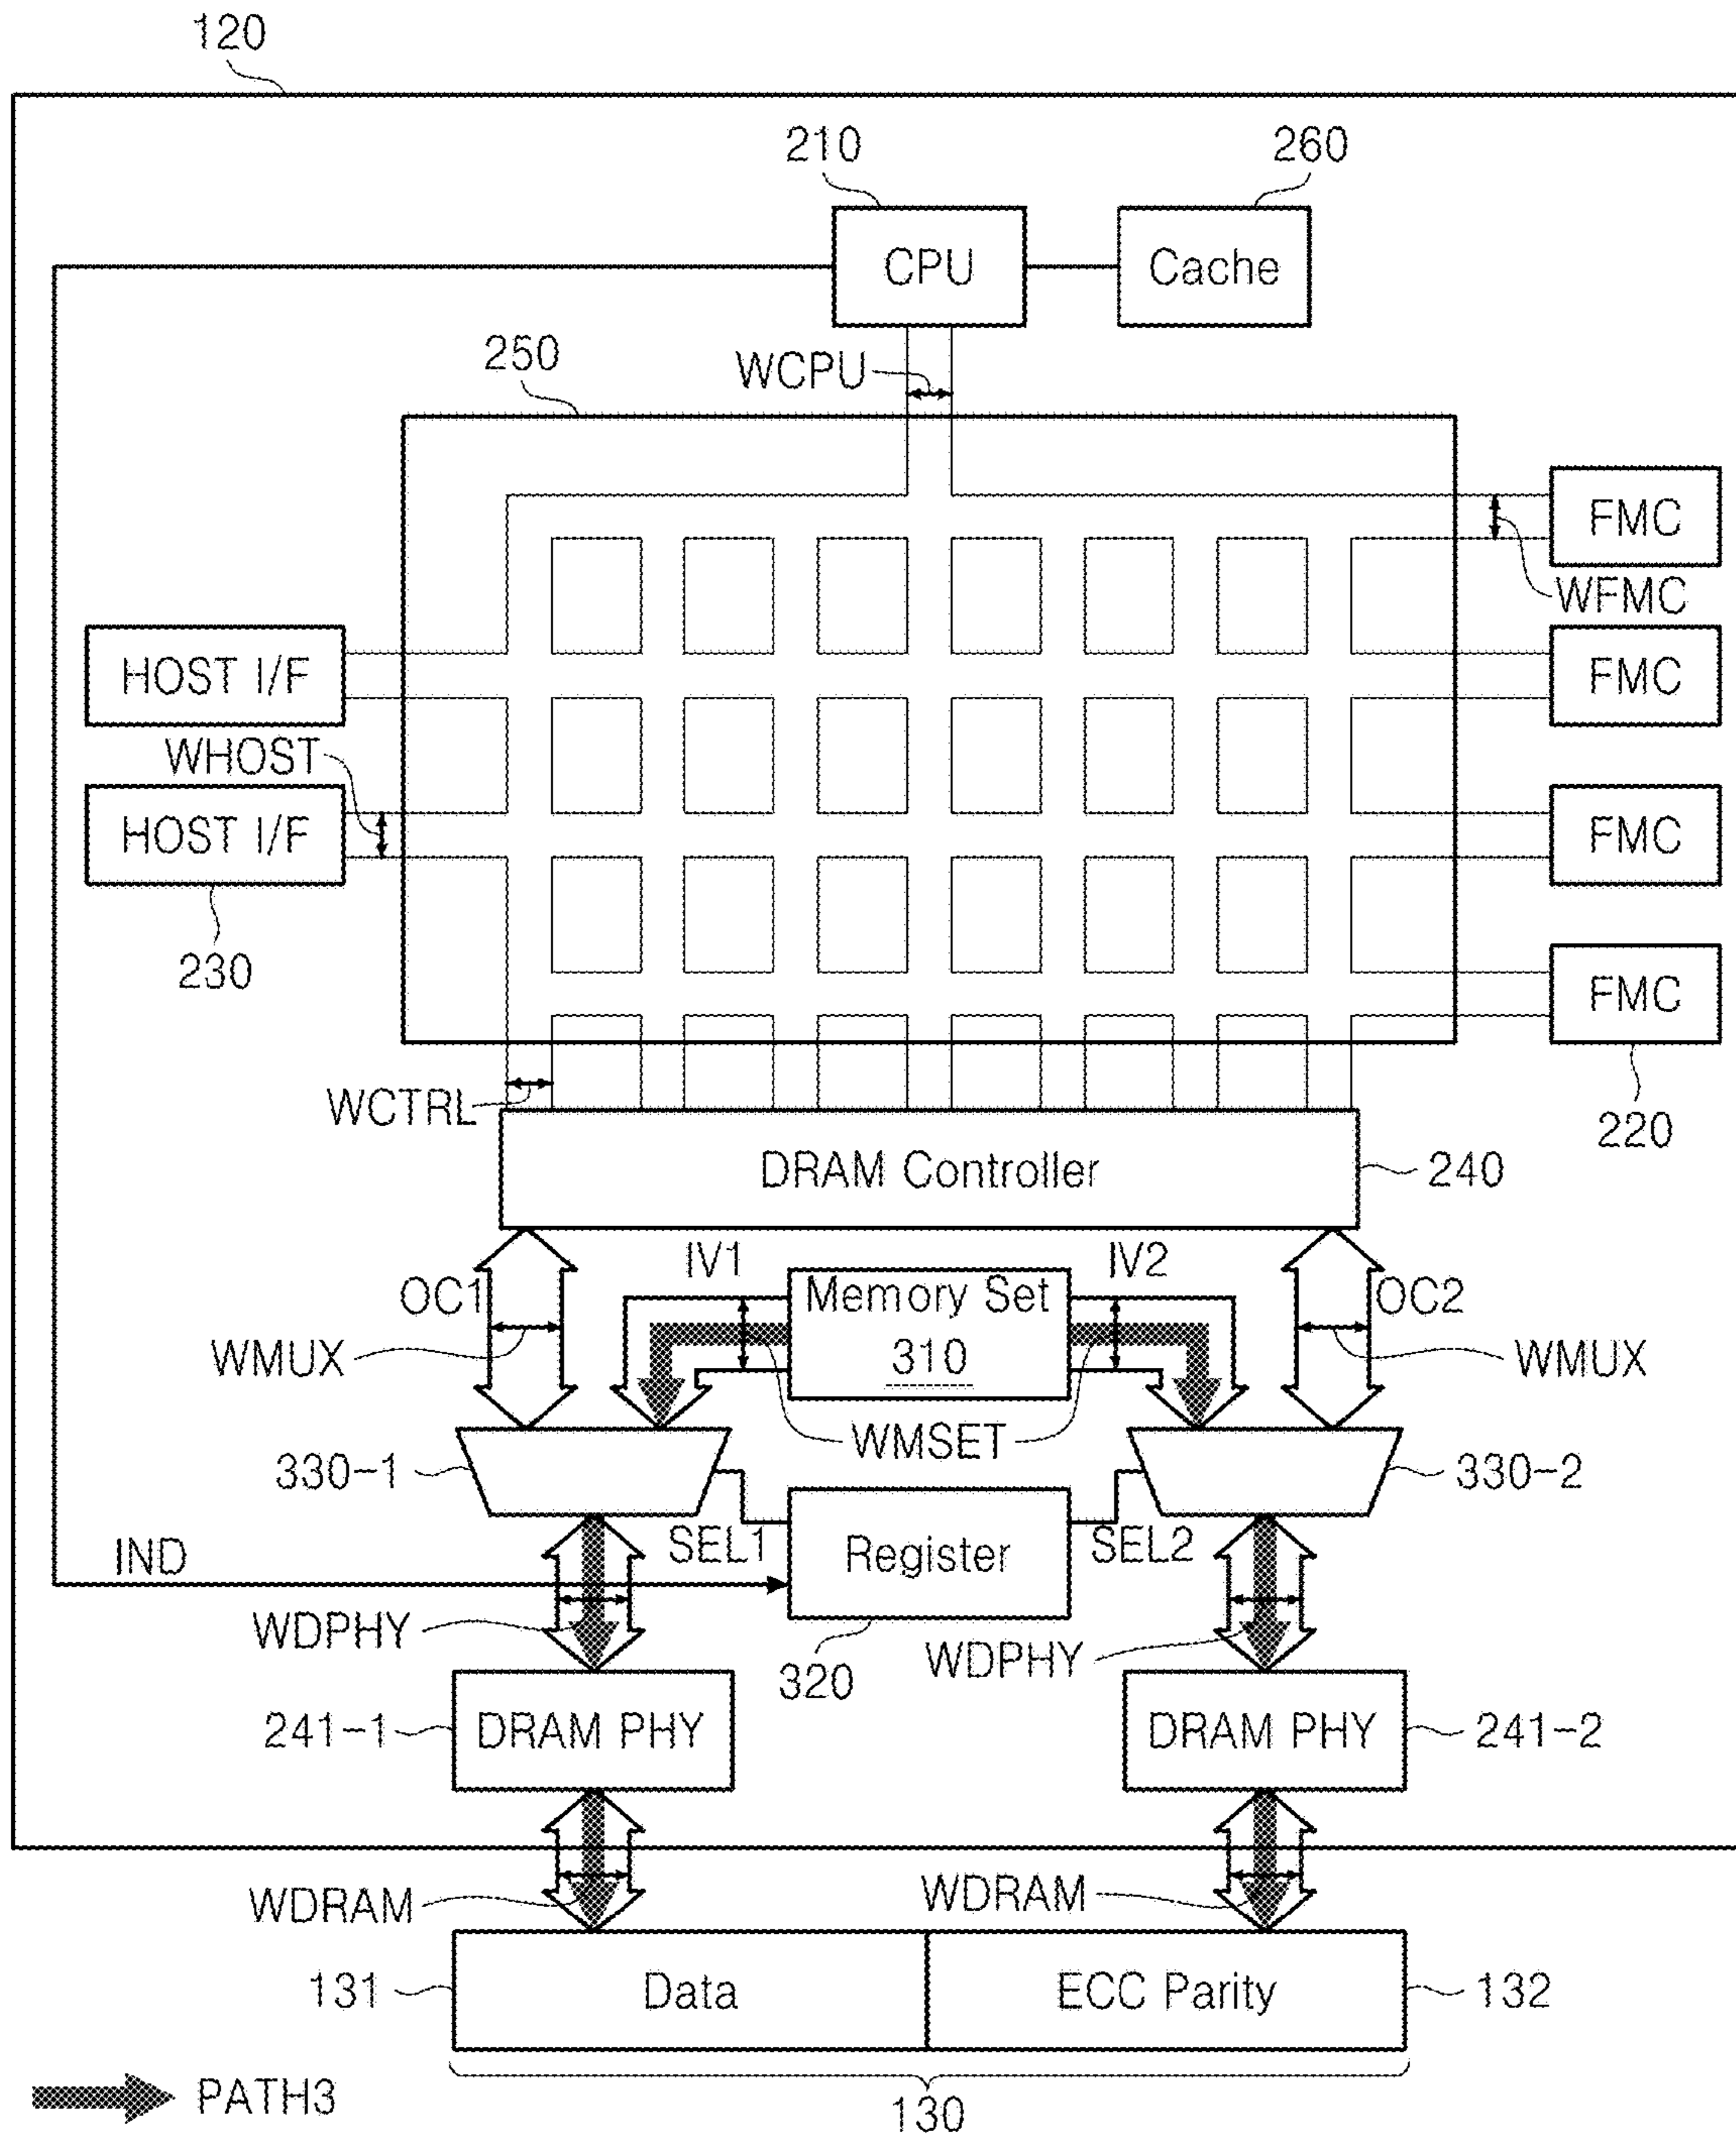 120
210
260
CPU
Cache
250
WCPU
FMC
WFMC
HOST I/F
FMC
WHOST
HOST I/F
FMC
230
FMC
WCTRL
220
DRAM Controller
240
IV1
IV2
OC1
Memory Set
OC2
WMUX
310
WMUX
WMSET
330-1
330-2
SEL1
SEL2
IND
Register
WDPHY
WDPHY
320
241-1
DRAM PHY
DRAM PHY
241-2
WDRAM
WDRAM
131
Data
ECC Parity
132
PATH3
130